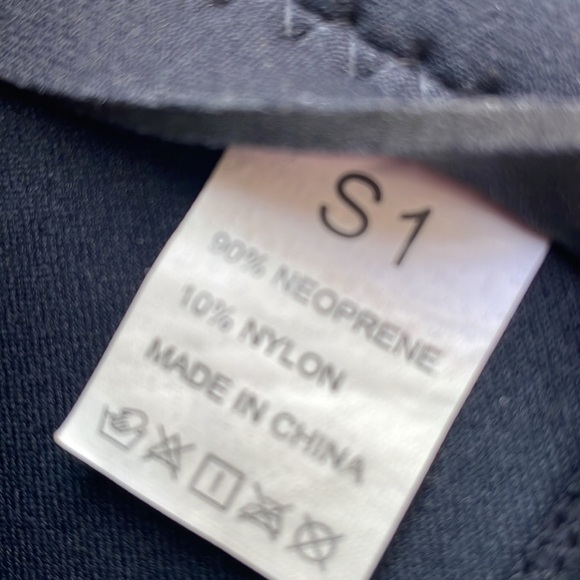 S1
90% NEOPRENE
10% NYLON
MADE IN CHINA